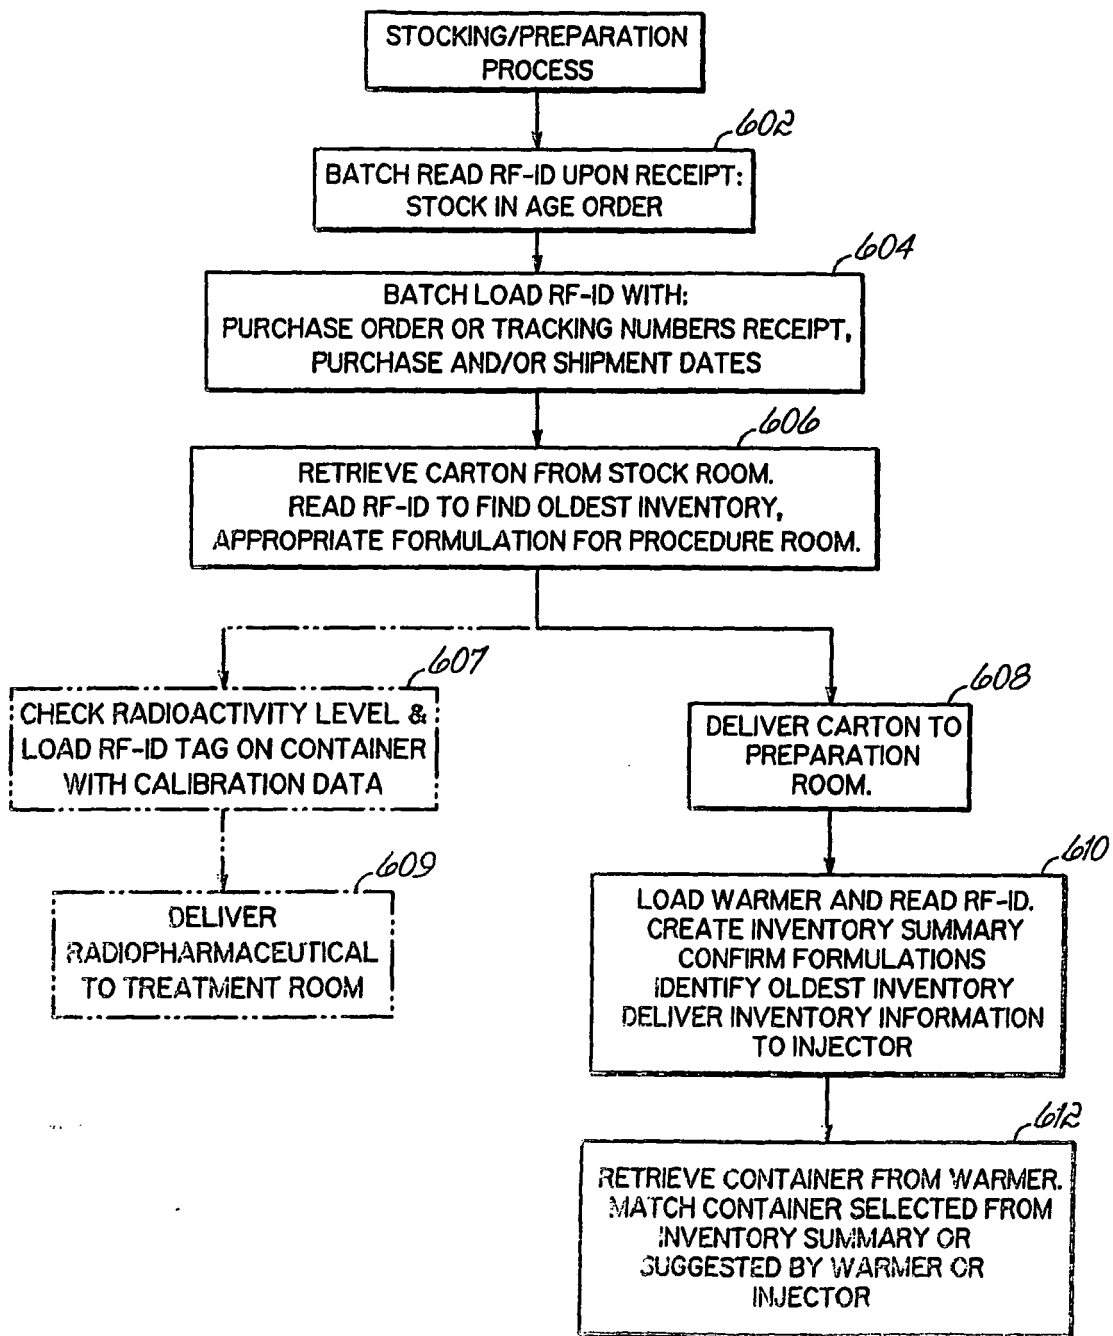 STOCKING/PREPARATION
PROCESS
602
BATCH READ RF-ID UPON RECEIPT:
STOCK IN AGE ORDER
604
BATCH LOAD RF-ID WITH:
PURCHASE ORDER OR TRACKING NUMBERS RECEIPT,
PURCHASE AND/OR SHIPMENT DATES
606
RETRIEVE CARTON FROM STOCK ROOM.
READ RF-ID TO FIND OLDEST INVENTORY,
APPROPRIATE FORMULATION FOR PROCEDURE ROOM.
607
CHECK RADIOACTIVITY LEVEL &
LOAD RF-ID TAG ON CONTAINER
WITH CALIBRATION DATA
609
DELIVER
RADIOPHARMACEUTICAL
TO TREATMENT ROOM
608
DELIVER CARTON TO
PREPARATION
ROOM.
610
LOAD WARMER AND READ RF-ID.
CREATE INVENTORY SUMMARY
CONFIRM FORMULATIONS
IDENTIFY OLDEST INVENTORY
DELIVER INVENTORY INFORMATION
TO INJECTOR
612
RETRIEVE CONTAINER FROM WARMER.
MATCH CONTAINER SELECTED FROM
INVENTORY SUMMARY OR
SUGGESTED BY WARMER OR
INJECTOR